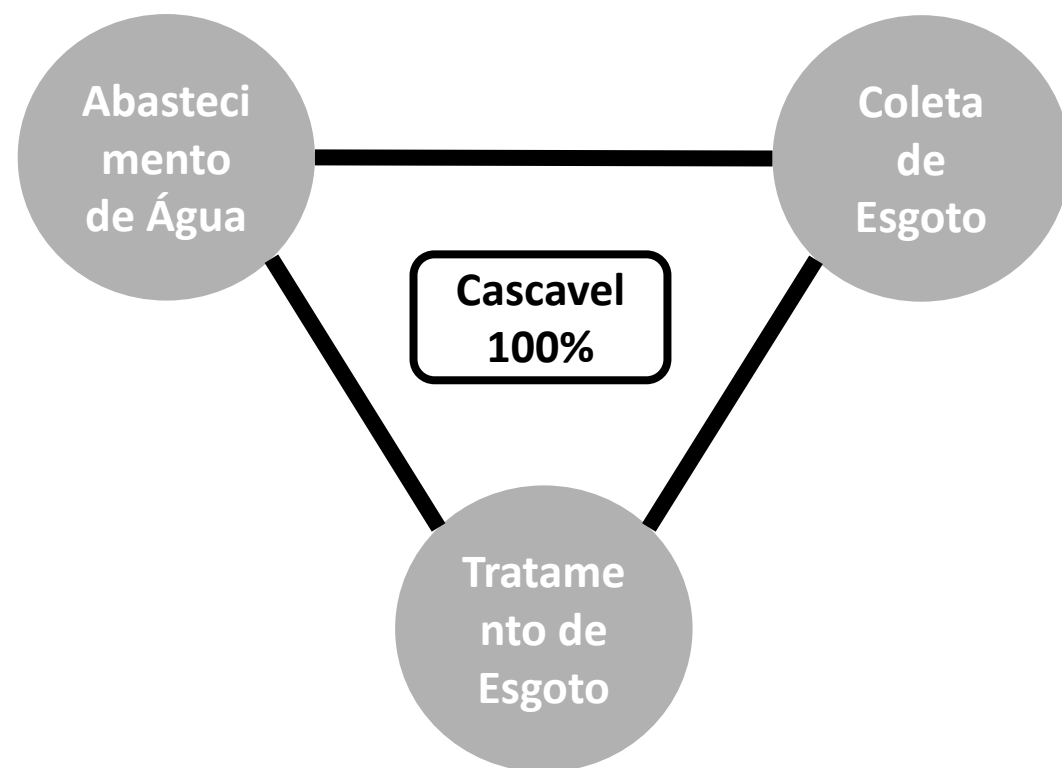 Abasteci
mento
de Água
Coleta
de
Esgoto
Cascavel
100%
Tratame
nto de
Esgoto